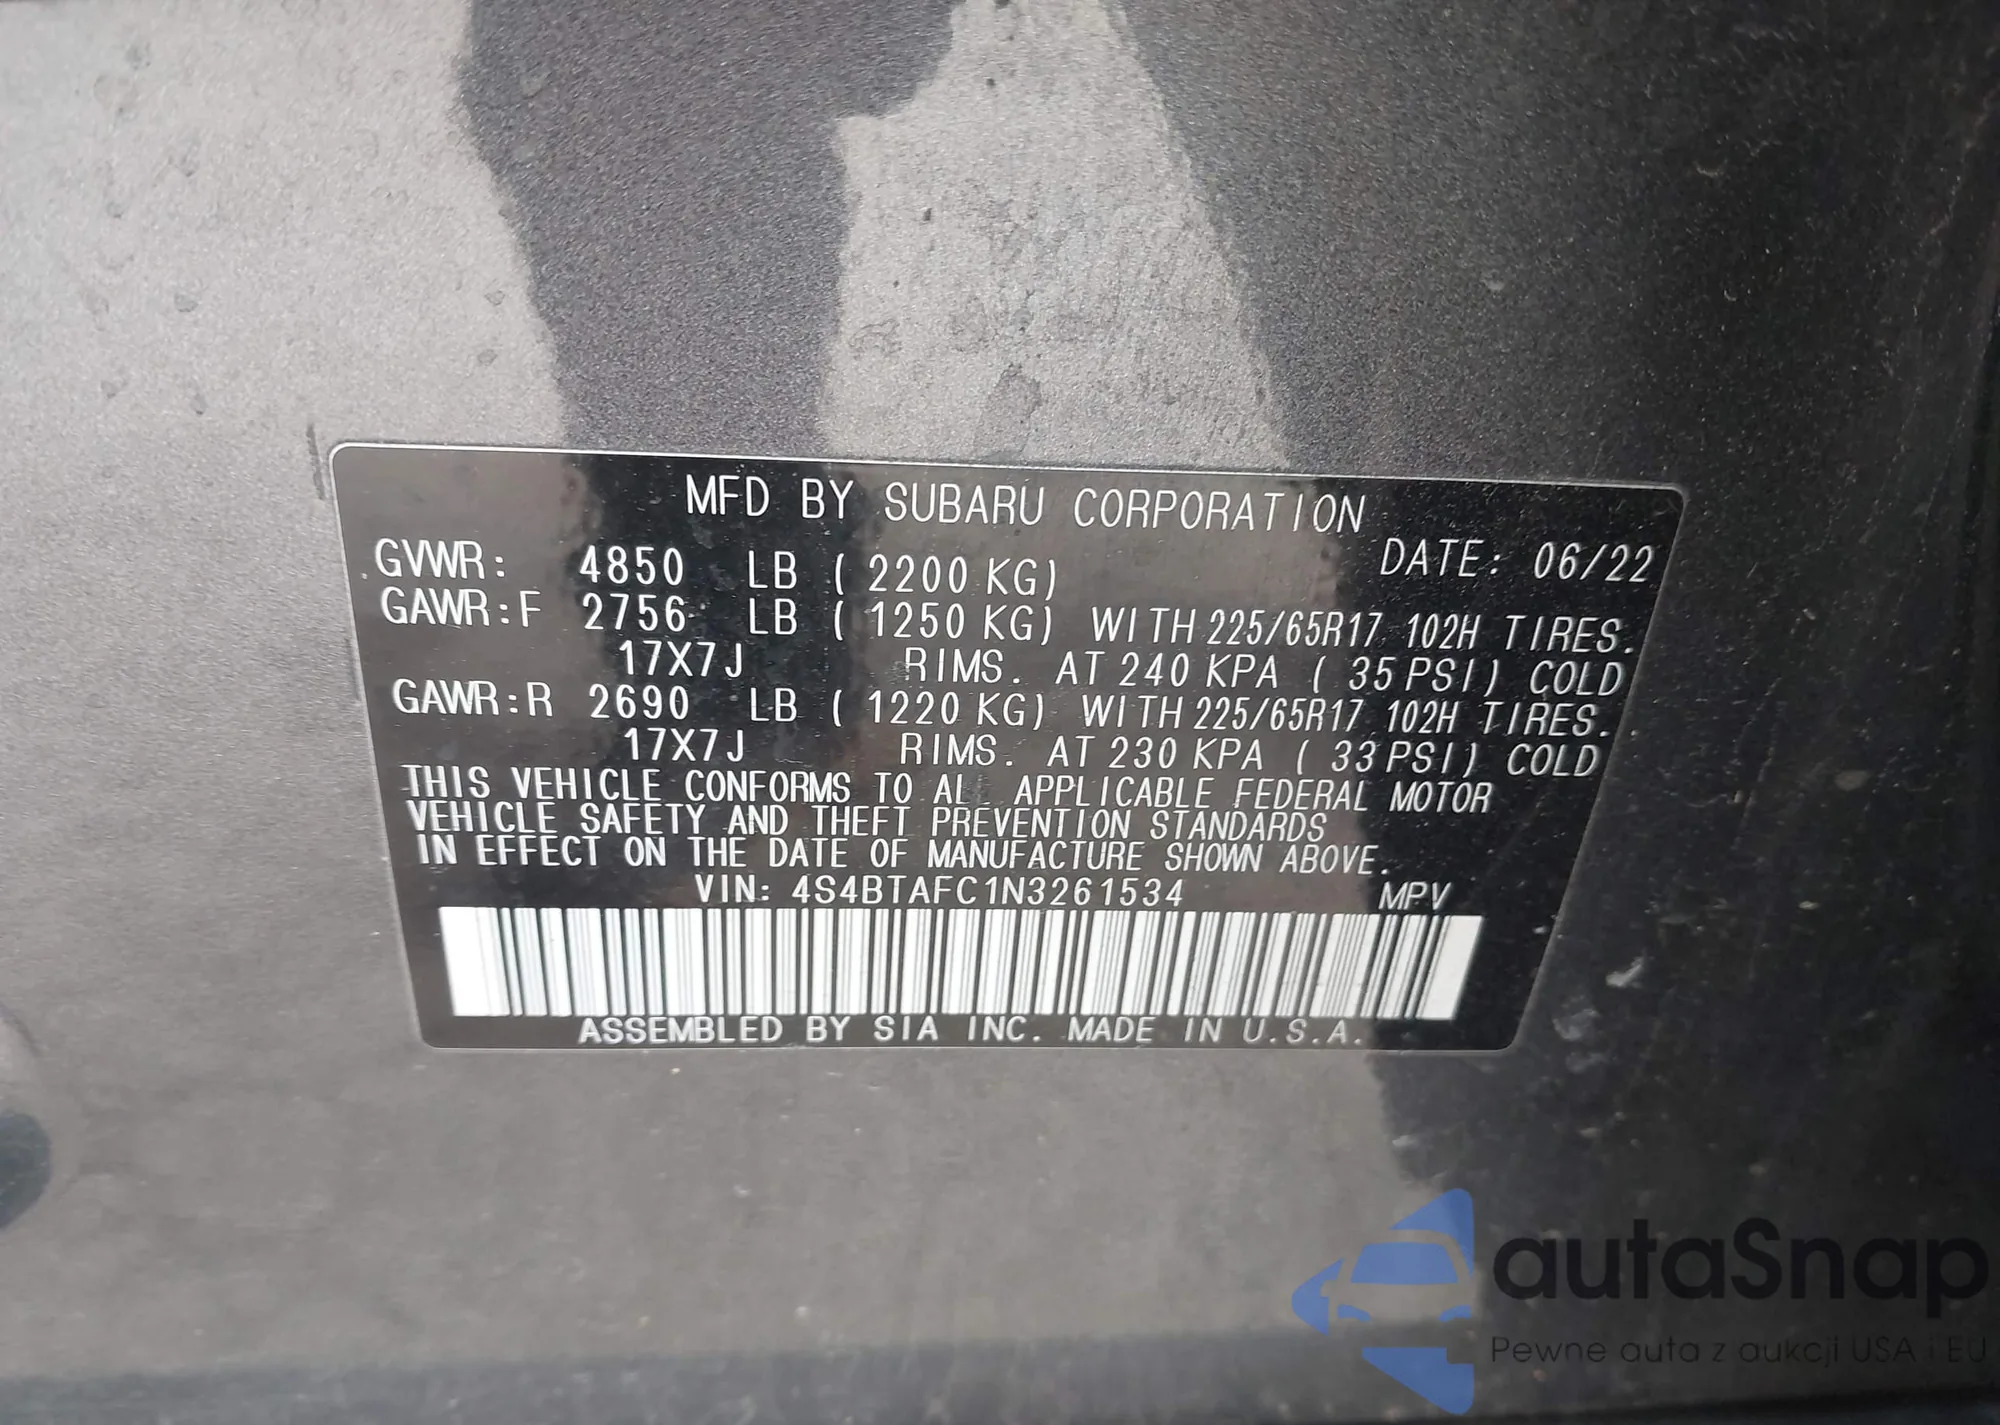 MFD BY SUBARU CORPORATION
GVWR: 4850 LB ( 2200 KG) DATE: 06/22
GAWR:F 2756 LB ( 1250 KG) WITH 225/65R17 102H TIRES.
17X7J RIMS. AT 240 KPA ( 35 PSI) COLD
GAWR:R 2690 LB ( 1220 KG) WITH 225/65R17 102H TIRES.
17X7J RIMS. AT 230 KPA ( 33 PSI) COLD
THIS VEHICLE CONFORMS TO ALL APPLICABLE FEDERAL MOTOR
VEHICLE SAFETY AND THEFT PREVENTION STANDARDS
IN EFFECT ON THE DATE OF MANUFACTURE SHOWN ABOVE.
VIN: 4S4BTAFC1N3261534 MPV
ASSEMBLED BY SIA INC. MADE IN U.S.A.
autaSnap
Pewne auta z aukcji USA i EU